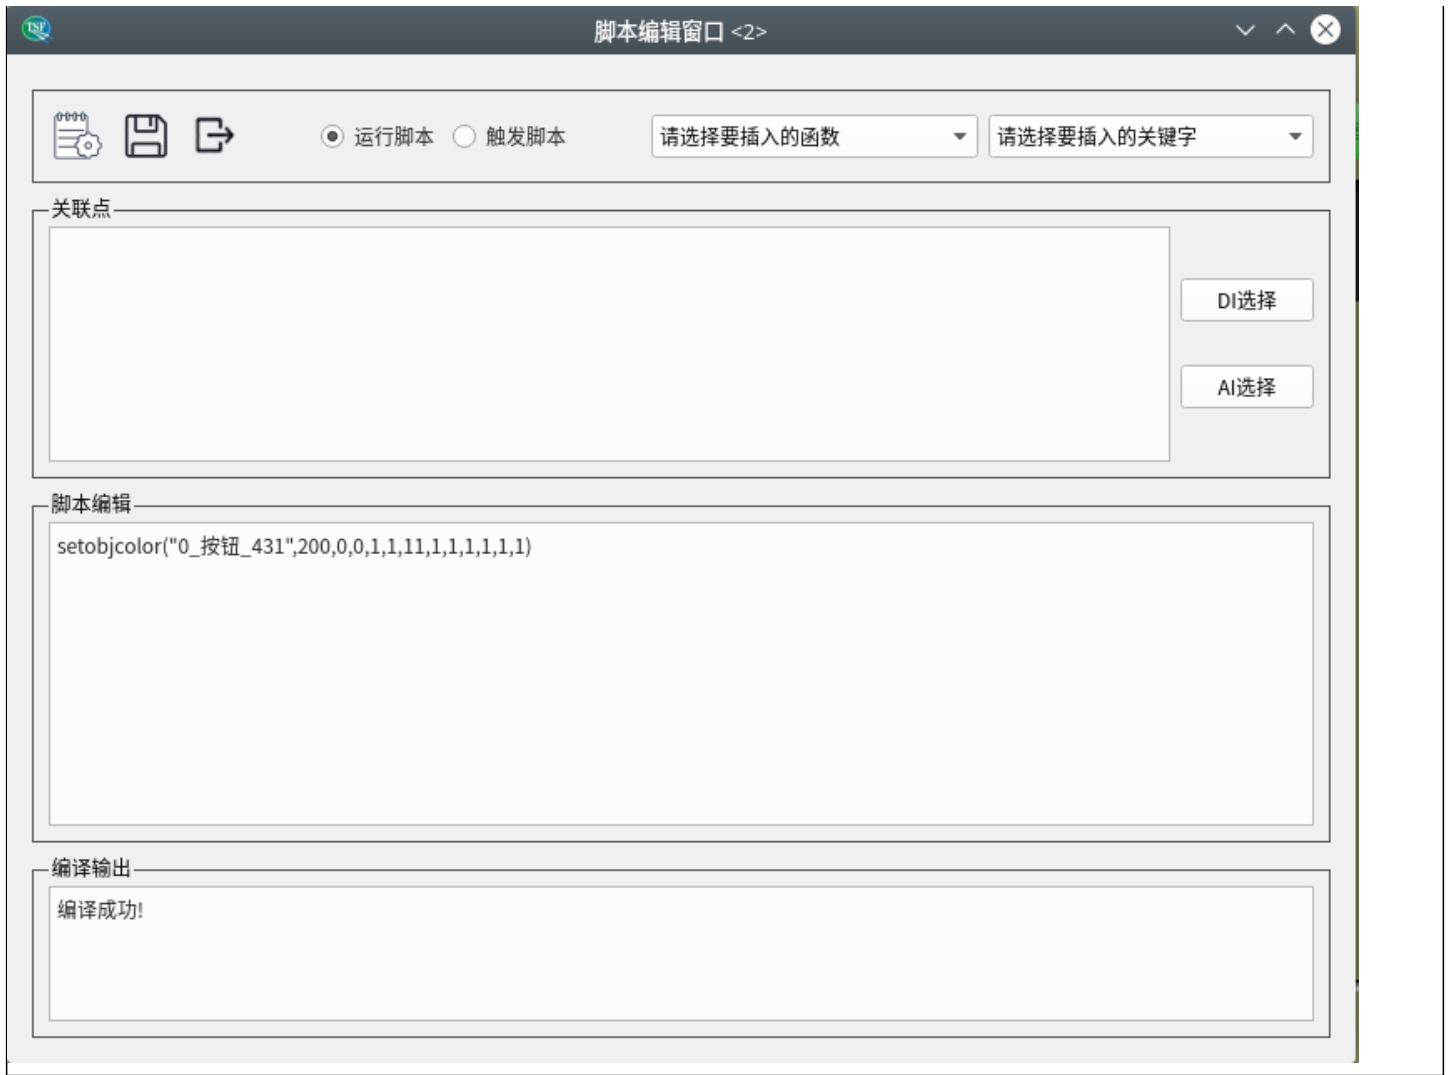 TSF
脚本编辑窗口 <2>
运行脚本 触发脚本 请选择要插入的函数 请选择要插入的关键字
关联点
DI选择
AI选择
脚本编辑
setobjcolor("0_按钮_431",200,0,0,1,1,11,1,1,1,1,1,1)
编译输出
编译成功!